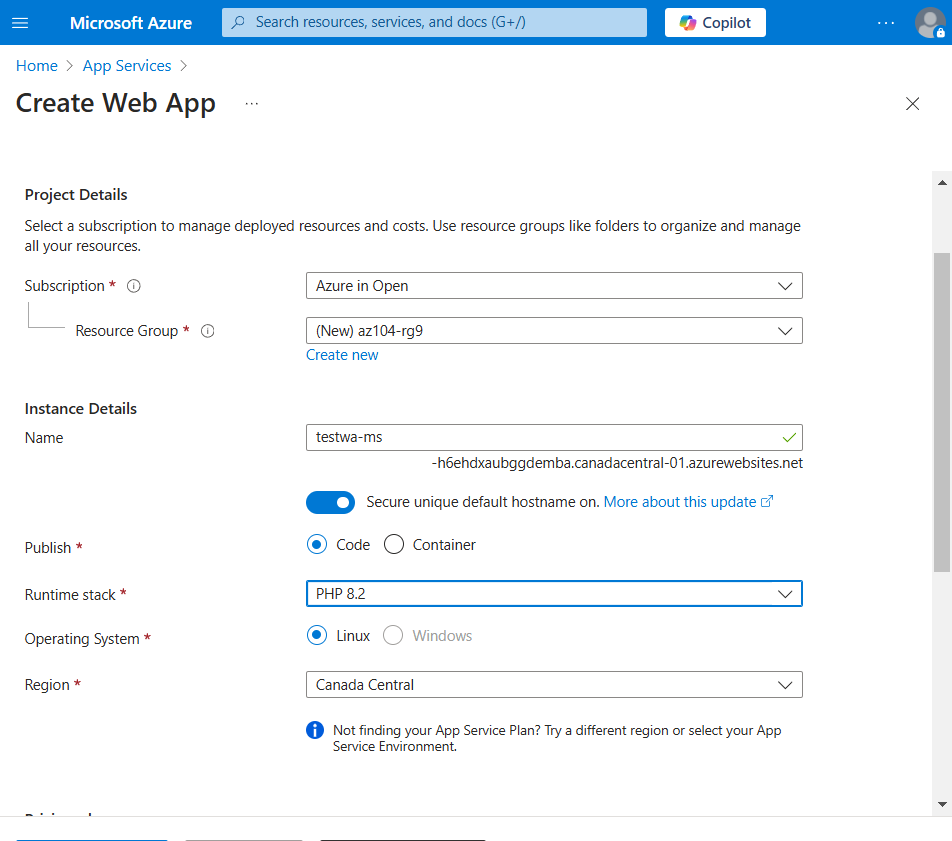 Microsoft Azure
Search resources, services, and docs (G+/)
Copilot
...
Home > App Services >
Create Web App ...
Project Details
Select a subscription to manage deployed resources and costs. Use resource groups like folders to organize and manage
all your resources.
Subscription *
Azure in Open
Resource Group *
(New) az104-rg9
Create new
Instance Details
Name
testwa-ms
-h6ehdxaubggdemba.canadacentral-01.azurewebsites.net
Secure unique default hostname on. More about this update
Publish *
Code
Container
Runtime stack *
PHP 8.2
Operating System *
Linux
Windows
Region *
Canada Central
Not finding your App Service Plan? Try a different region or select your App
Service Environment.